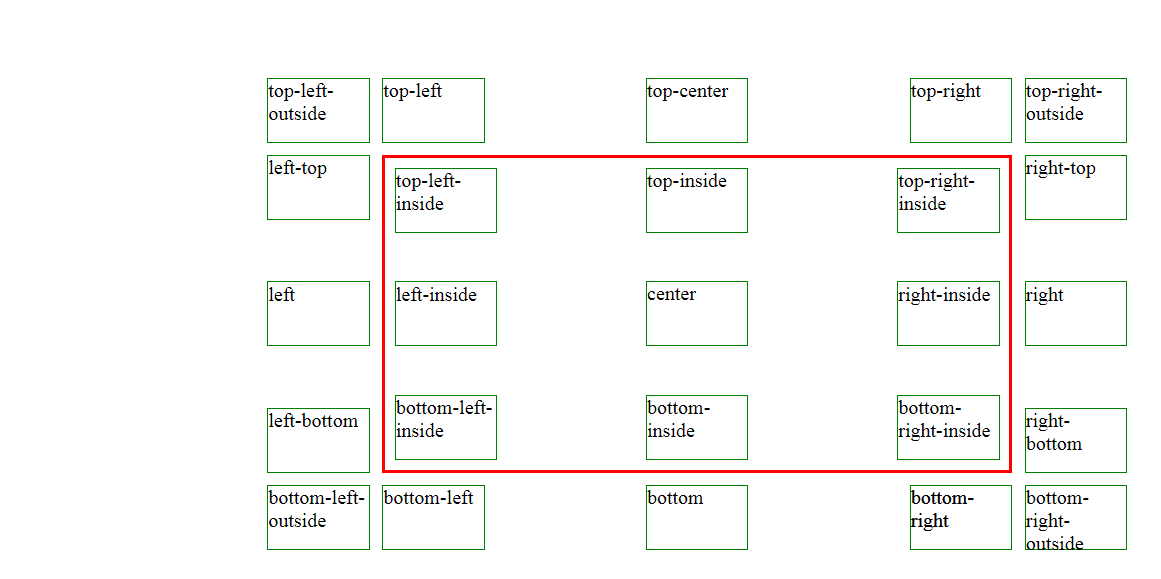 top-left-
outside
top-left
top-center
top-right
top-right-
outside
left-top
top-left-
inside
top-inside
top-right-
inside
right-top
left
left-inside
center
right-inside
right
left-bottom
bottom-left-
inside
bottom-
inside
bottom-
right-inside
right-
bottom
bottom-left-
outside
bottom-left
bottom
bottom-
right
bottom-
right-
outside